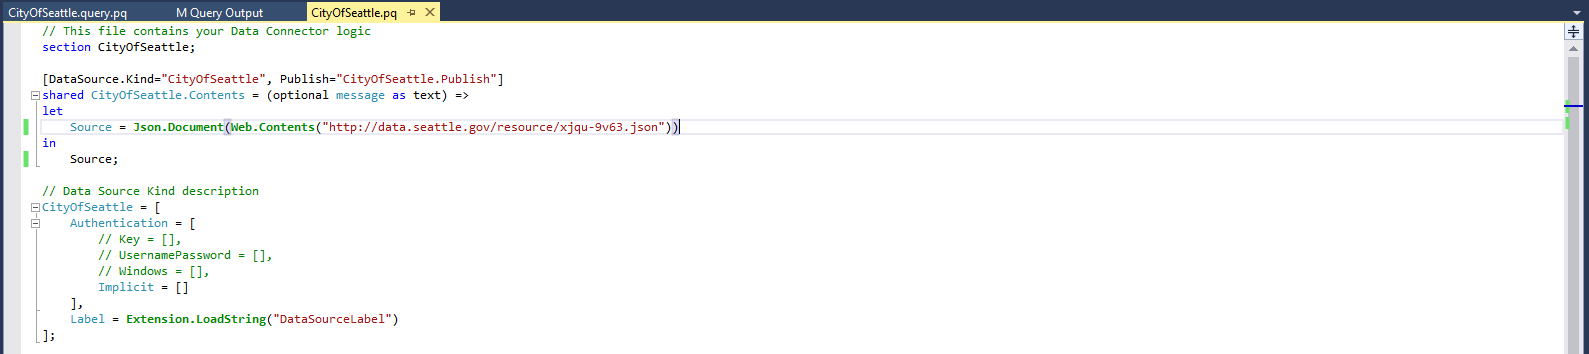 CityOfSeattle.query.pq M Query Output CityOfSeattle.pq
// This file contains your Data Connector logic
section CityOfSeattle;
[DataSource.Kind="CityOfSeattle", Publish="CityOfSeattle.Publish"]
shared CityOfSeattle.Contents = (optional message as text) =>
let
Source = Json.Document(Web.Contents("http://data.seattle.gov/resource/xjqu-9v63.json"))
in
Source;
// Data Source Kind description
CityOfSeattle = [
Authentication = [
// Key = [],
// UsernamePassword = [],
// Windows = [],
Implicit = []
],
Label = Extension.LoadString("DataSourceLabel")
];